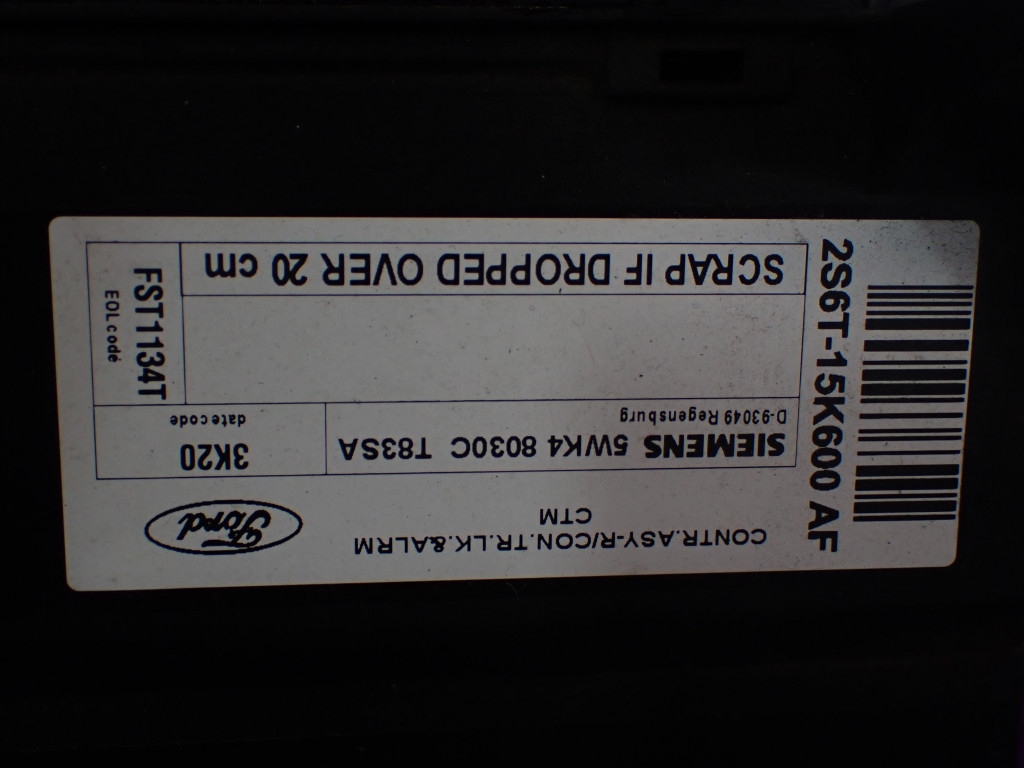 CONTR.ASY-R/CON.TR.LK.&ALRM
CTM
Ford
SIEMENS 5WK4 8030C T83SA
D-93049 Regensburg
3K20
datecode
FST1134T
EOLcode
SCRAP IF DROPPED OVER 20 cm
2S6T-15K600 AF